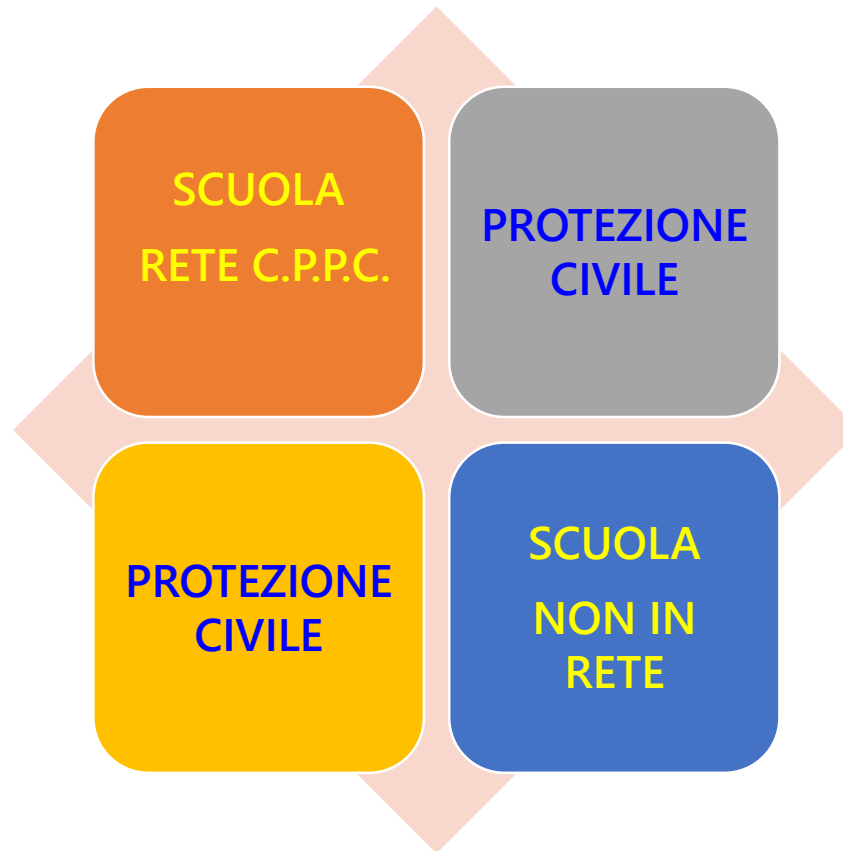 SCUOLA
RETE C.P.P.C.
PROTEZIONE
CIVILE
PROTEZIONE
CIVILE
SCUOLA
NON IN
RETE